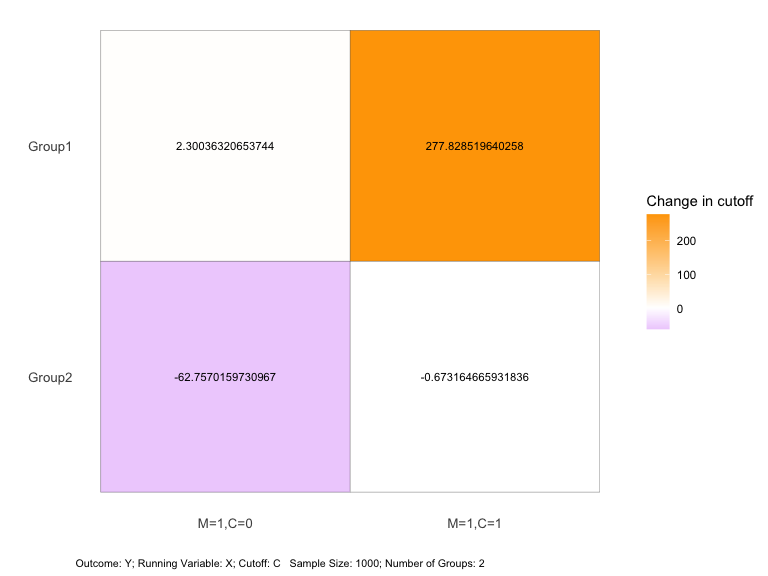 Group1
2.30036320653744
277.828519640258
Change in cutoff
200
100
0
Group2
-62.7570159730967
-0.673164665931836
M=1,C=0
M=1,C=1
Outcome: Y; Running Variable: X; Cutoff: C   Sample Size: 1000; Number of Groups: 2